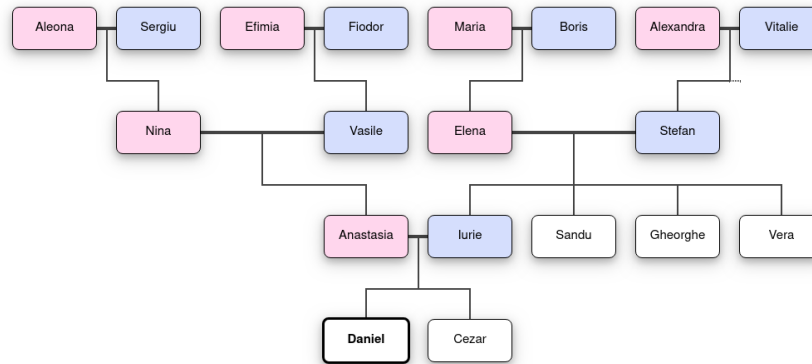 Aleona
Sergiu
Efimia
Fiodor
Maria
Boris
Alexandra
Vitalie
Nina
Vasile
Elena
Stefan
Anastasia
Iurie
Sandu
Gheorghe
Vera
Daniel
Cezar